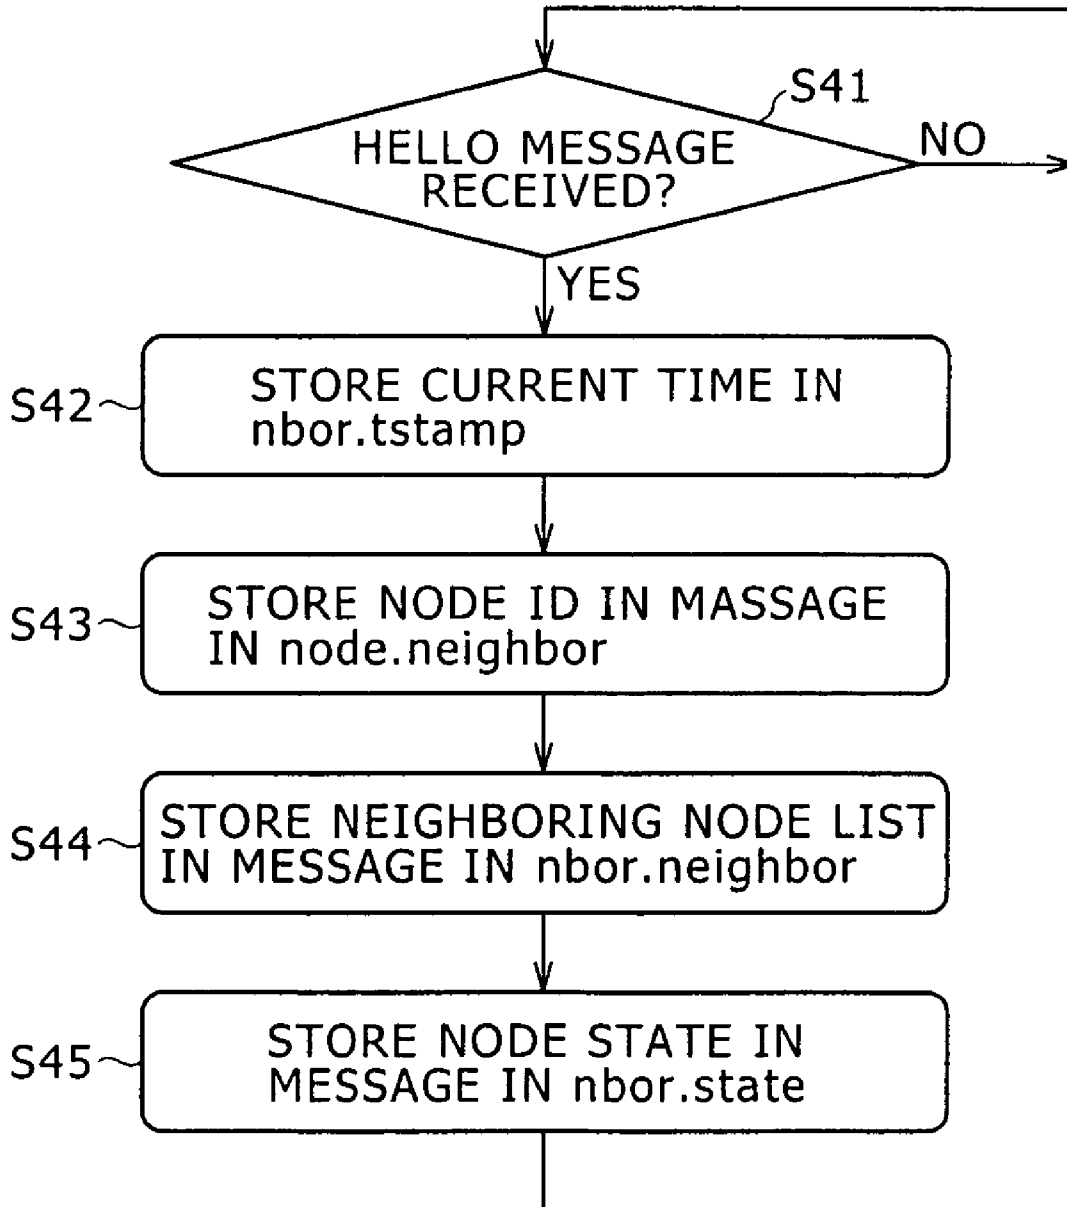 S41
HELLO MESSAGE
RECEIVED?
NO
YES
S42
STORE CURRENT TIME IN
nbor.tstamp
S43
STORE NODE ID IN MASSAGE
IN node.neighbor
S44
STORE NEIGHBORING NODE LIST
IN MESSAGE IN nbor.neighbor
S45
STORE NODE STATE IN
MESSAGE IN nbor.state